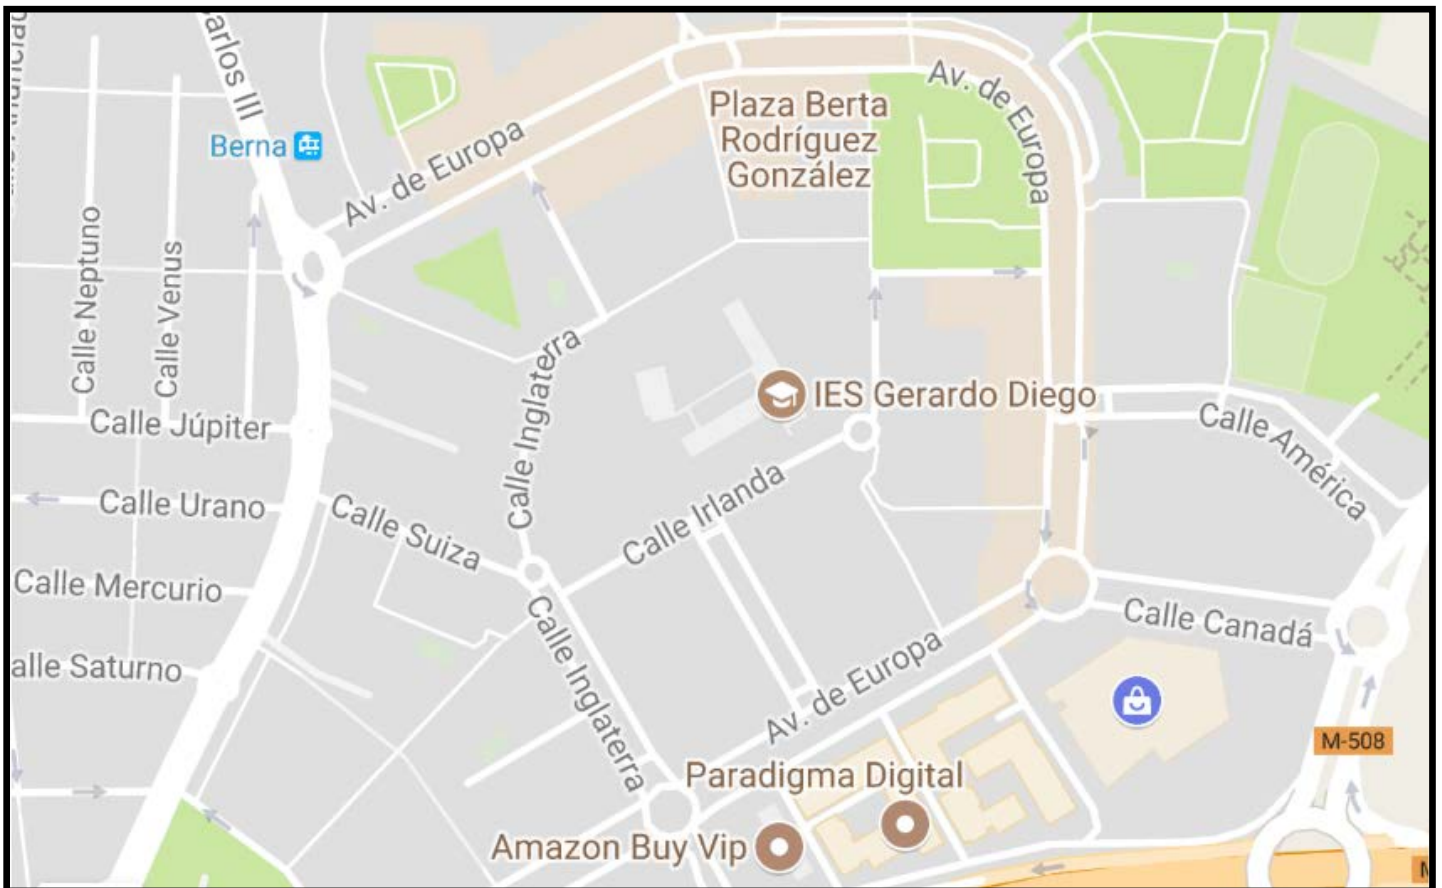 arlos III
Berna
Av. de Europa
Plaza Berta
Rodríguez
González
Av. de Europa
Calle Neptuno
Calle Venus
Calle Júpiter
Calle Inglaterra
IES Gerardo Diego
Calle América
Calle Urano
Calle Suiza
Calle Irlanda
Calle Mercurio
Calle Inglaterra
Calle Canadá
alle Saturno
Av. de Europa
M-508
Paradigma Digital
Amazon Buy Vip